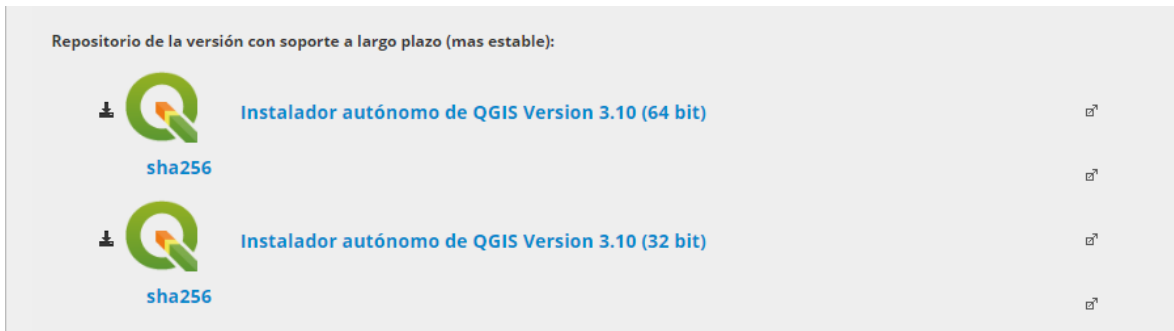 Repositorio de la versión con soporte a largo plazo (mas estable):
Instalador autónomo de QGIS Version 3.10 (64 bit)
sha256
Instalador autónomo de QGIS Version 3.10 (32 bit)
sha256